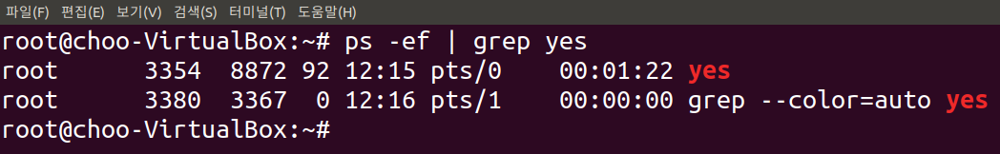 파일(F) 편집(E) 보기(V) 검색(S) 터미널(T) 도움말(H)
root@choo-VirtualBox:~# ps -ef | grep yes
root      3354  8872 92 12:15 pts/0    00:01:22 yes
root      3380  3367  0 12:16 pts/1    00:00:00 grep --color=auto yes
root@choo-VirtualBox:~#